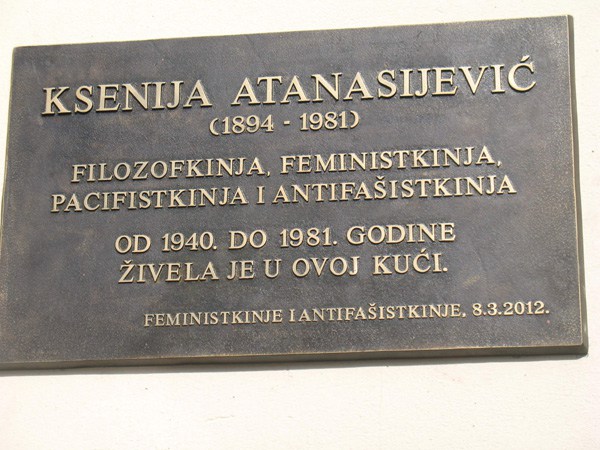 KSENIJA ATANASIJEVIĆ
(1894 - 1981)
FILOZOFKINJA, FEMINISTKINJA,
PACIFISTKINJA I ANTIFAŠISTKINJA
OD 1940. DO 1981. GODINE
ŽIVELA JE U OVOJ KUĆI.
FEMINISTKINJE I ANTIFAŠISTKINJE, 8.3.2012.